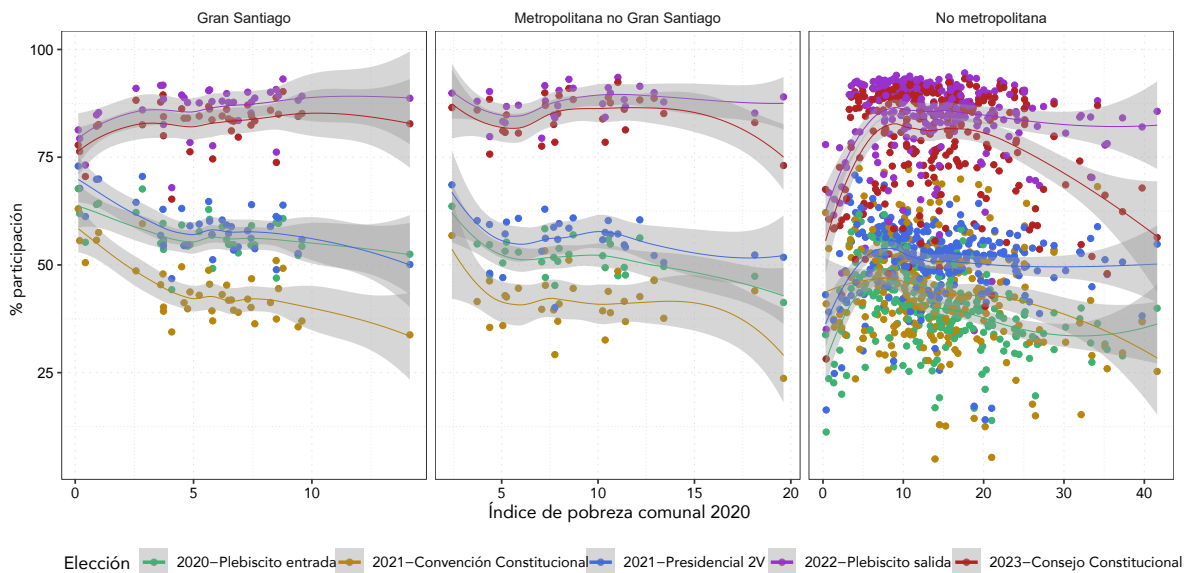 Gran Santiago
Metropolitana no Gran Santiago
No metropolitana
% participación
100
75
50
25
0 5 10
5 10 15 20
0 10 20 30 40
Índice de pobreza comunal 2020
Elección 2020−Plebiscito entrada 2021−Convención Constitucional 2021−Presidencial 2V 2022−Plebiscito salida 2023−Consejo Constitucional